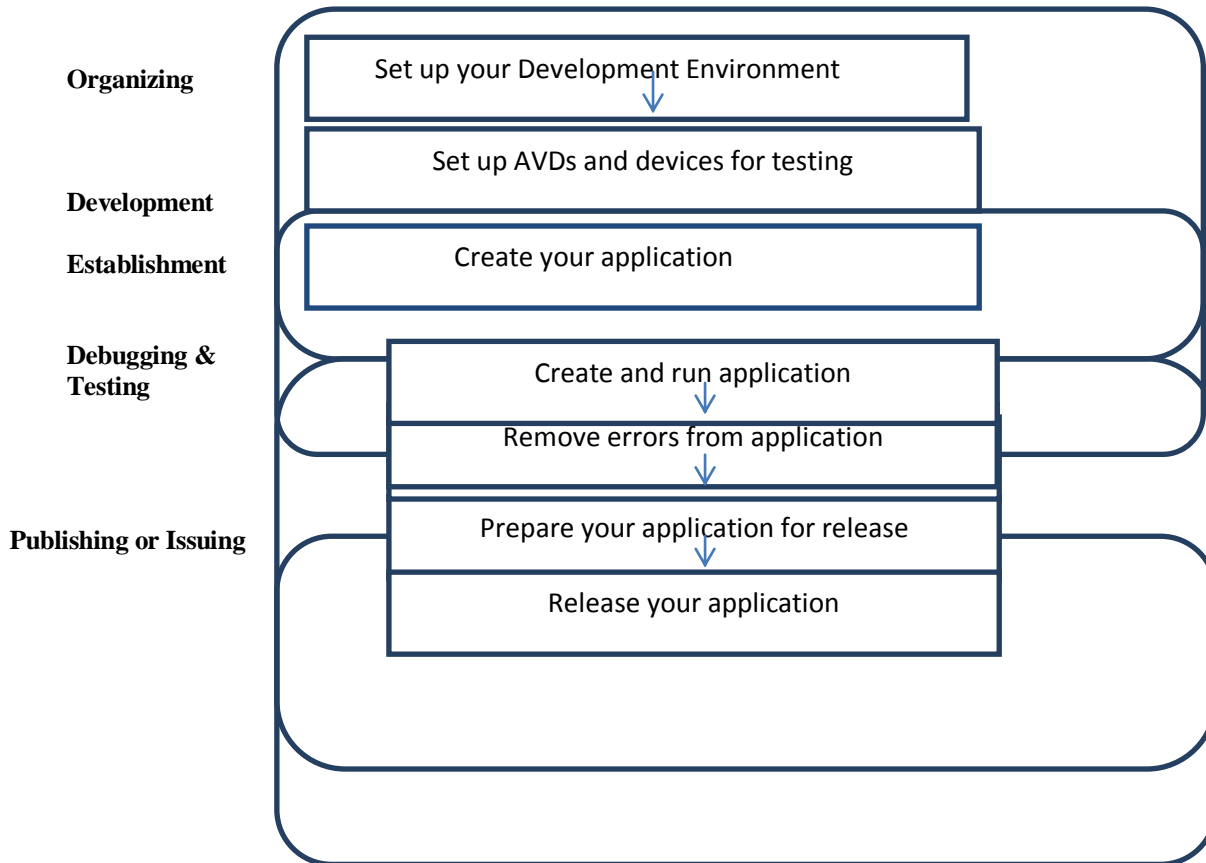 Set up your Development Environment
Organizing
Set up AVDs and devices for testing
Development
Establishment
Create your application
Debugging &
Testing
Create and run application
Remove errors from application
Publishing or Issuing
Prepare your application for release
Release your application